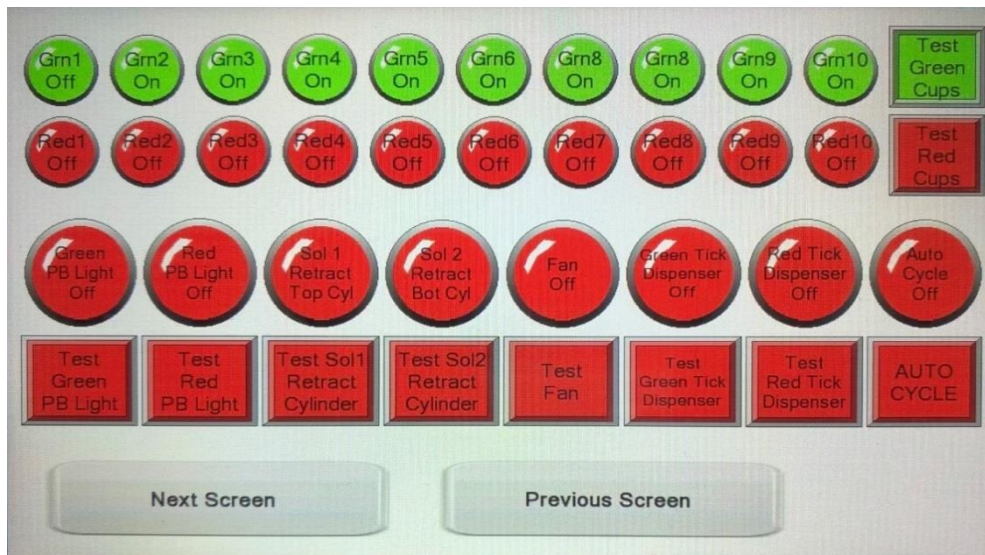 Grn1 Off
Grn2 On
Grn3 On
Grn4 On
Grn5 On
Grn6 On
Grn8 On
Grn8 On
Grn9 On
Grn10 On
Test Green Cups
Red1 Off
Red2 Off
Red3 Off
Red4 Off
Red5 Off
Red6 Off
Red7 Off
Red8 Off
Red9 Off
Red10 Off
Test Red Cups
Green PB Light Off
Red PB Light Off
Sol 1 Retract Top Cyl
Sol 2 Retract Bot Cyl
Fan Off
Green Tick Dispenser Off
Red Tick Dispenser Off
Auto Cycle Off
Test Green PB Light
Test Red PB Light
Test Sol1 Retract Cylinder
Test Sol2 Retract Cylinder
Test Fan
Test Green Tick Dispenser
Test Red Tick Dispenser
AUTO CYCLE
Next Screen
Previous Screen